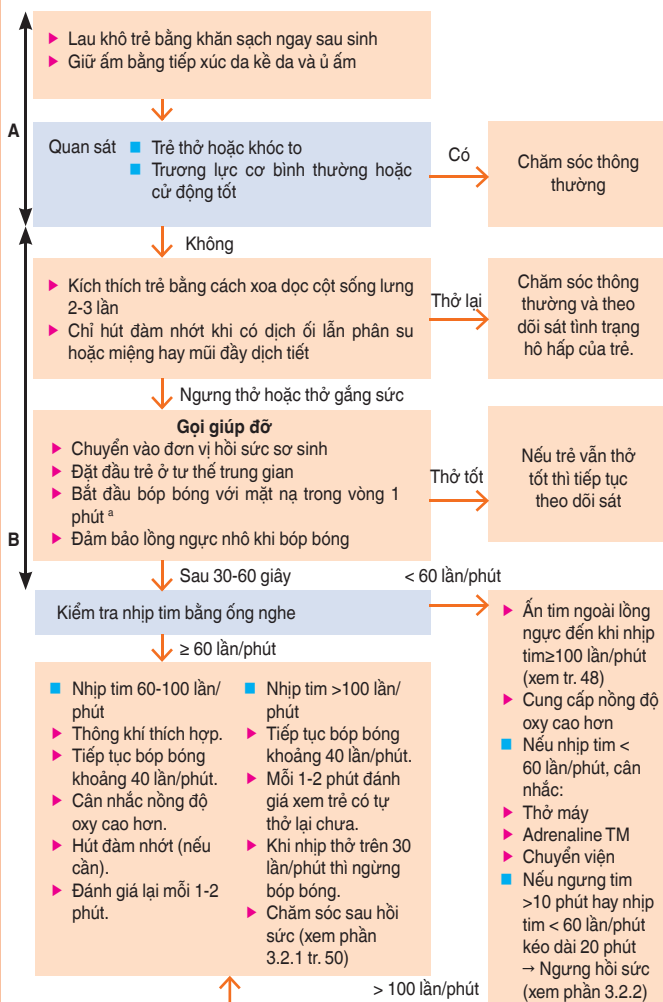 ▶ Lau khô trẻ bằng khăn sạch ngay sau sinh
▶ Giữ ấm bằng tiếp xúc da kề da và ủ ấm
A
Quan sát ■ Trẻ thở hoặc khóc to
■ Trương lực cơ bình thường hoặc
cử động tốt
Có
Chăm sóc thông
thường
Không
▶ Kích thích trẻ bằng cách xoa dọc cột sống lưng
2-3 lần
▶ Chỉ hút đàm nhớt khi có dịch ối lẫn phân su
hoặc miệng hay mũi đầy dịch tiết
Thở lại
Chăm sóc thông
thường và theo
dõi sát tình trạng
hô hấp của trẻ.
Ngưng thở hoặc thở gắng sức
B
Gọi giúp đỡ
▶ Chuyển vào đơn vị hồi sức sơ sinh
▶ Đặt đầu trẻ ở tư thế trung gian
▶ Bắt đầu bóp bóng với mặt nạ trong vòng 1
phút ª
▶ Đảm bảo lồng ngực nhô khi bóp bóng
Thở tốt
Nếu trẻ vẫn thở
tốt thì tiếp tục
theo dõi sát
Sau 30-60 giây
< 60 lần/phút
Kiểm tra nhịp tim bằng ống nghe
≥ 60 lần/phút
■ Nhịp tim 60-100 lần/
phút
▶ Thông khí thích hợp.
▶ Tiếp tục bóp bóng
khoảng 40 lần/phút.
▶ Cân nhắc nồng độ
oxy cao hơn.
▶ Hút đàm nhớt (nếu
cần).
▶ Đánh giá lại mỗi 1-2
phút.
■ Nhịp tim >100 lần/
phút
▶ Tiếp tục bóp bóng
khoảng 40 lần/phút.
▶ Mỗi 1-2 phút đánh
giá xem trẻ có tự
thở lại chưa.
▶ Khi nhịp thở trên 30
lần/phút thì ngừng
bóp bóng.
▶ Chăm sóc sau hồi
sức (xem phần
3.2.1 tr. 50)
▶ Ấn tim ngoài lồng
ngực đến khi nhịp
tim≥100 lần/phút
(xem tr. 48)
▶ Cung cấp nồng độ
oxy cao hơn
■ Nếu nhịp tim <
60 lần/phút, cân
nhắc:
▶ Thở máy
▶ Adrenaline TM
▶ Chuyển viện
■ Nếu ngưng tim
>10 phút hay nhịp
tim < 60 lần/phút
kéo dài 20 phút
→ Ngưng hồi sức
(xem phần 3.2.2)
> 100 lần/phút